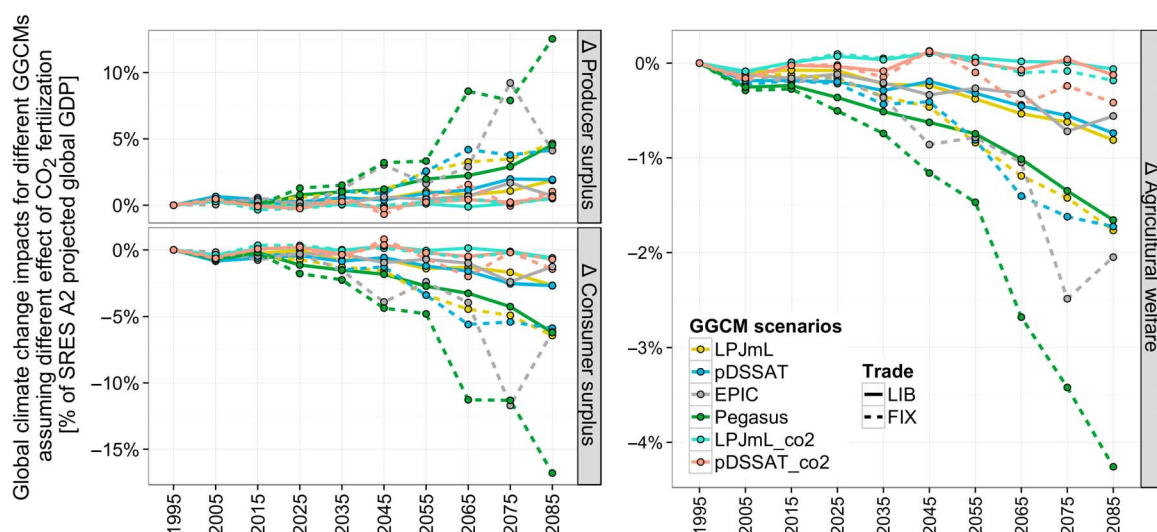 Global climate change impacts for different GGCMs
assuming different effect of CO₂ fertilization
[% of SRES A2 projected global GDP]
10%
5%
0%
Δ Producer surplus
0%
−5%
−10%
−15%
Δ Consumer surplus
1995
2005
2015
2025
2035
2045
2055
2065
2075
2085
0%
−1%
−2%
−3%
−4%
Δ Agricultural welfare
GGCM scenarios
LPJmL
pDSSAT
EPIC
Pegasus
LPJmL_co2
pDSSAT_co2
Trade
LIB
FIX
1995
2005
2015
2025
2035
2045
2055
2065
2075
2085